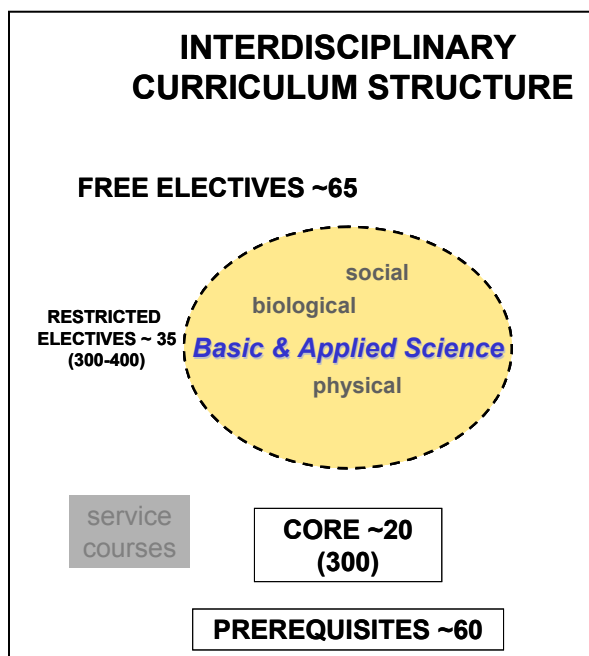 INTERDISCIPLINARY
CURRICULUM STRUCTURE
FREE ELECTIVES ~65
social
biological
RESTRICTED
ELECTIVES ~ 35
(300-400)
Basic & Applied Science
physical
service
courses
CORE ~20
(300)
PREREQUISITES ~60